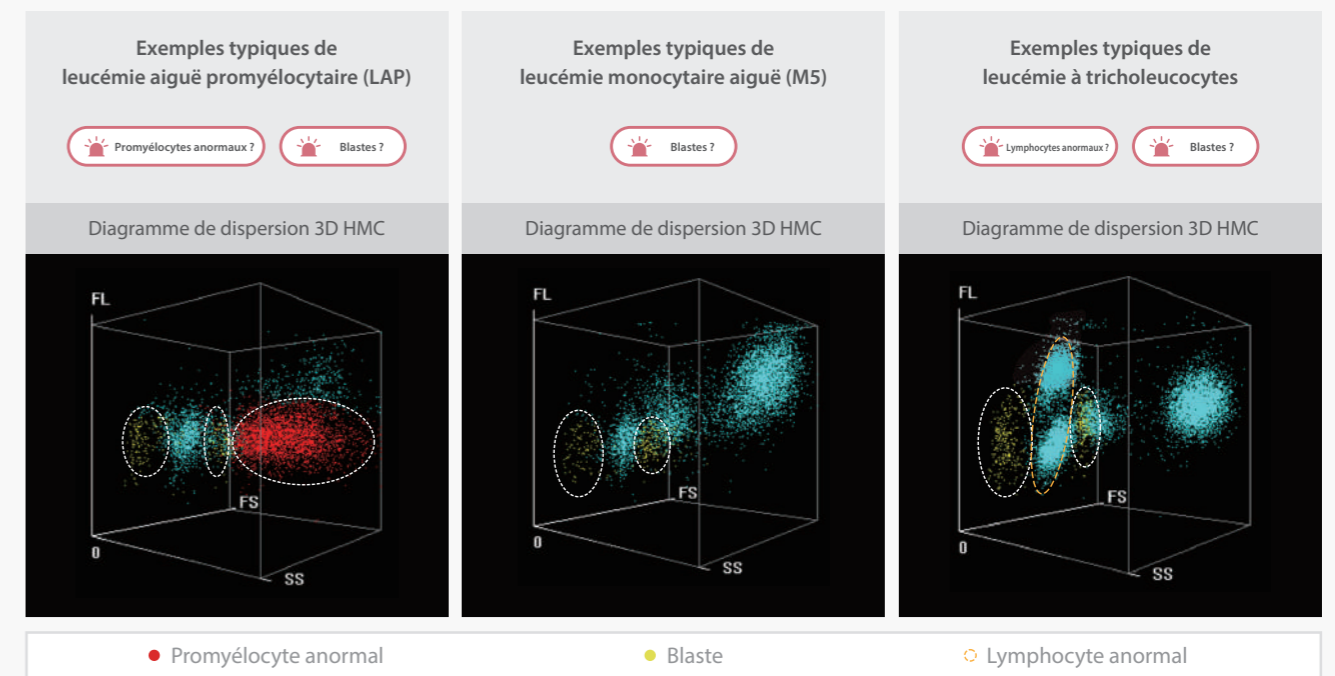 Exemples typiques de
leucémie aiguë promyélocytaire (LAP)
Promyélocytes anormaux ?
Blastes ?
Diagramme de dispersion 3D HMC
FL
FS
0
SS
Exemples typiques de
leucémie monocytaire aiguë (M5)
Blastes ?
Diagramme de dispersion 3D HMC
FL
FS
0
SS
Exemples typiques de
leucémie à tricholeucocytes
Lymphocytes anormaux ?
Blastes ?
Diagramme de dispersion 3D HMC
FL
FS
0
SS
Promyélocyte anormal
Blaste
Lymphocyte anormal